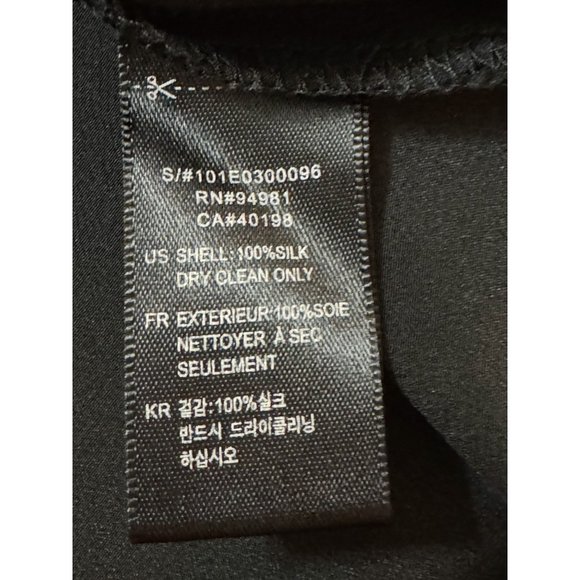 S/#101E0300096
RN#94981
CA#40198
US SHELL:100%SILK
DRY CLEAN ONLY
FR EXTERIEUR:100%SOIE
NETTOYER À SEC
SEULEMENT
KR 겉감:100%실크
반드시 드라이클리닝
하십시오